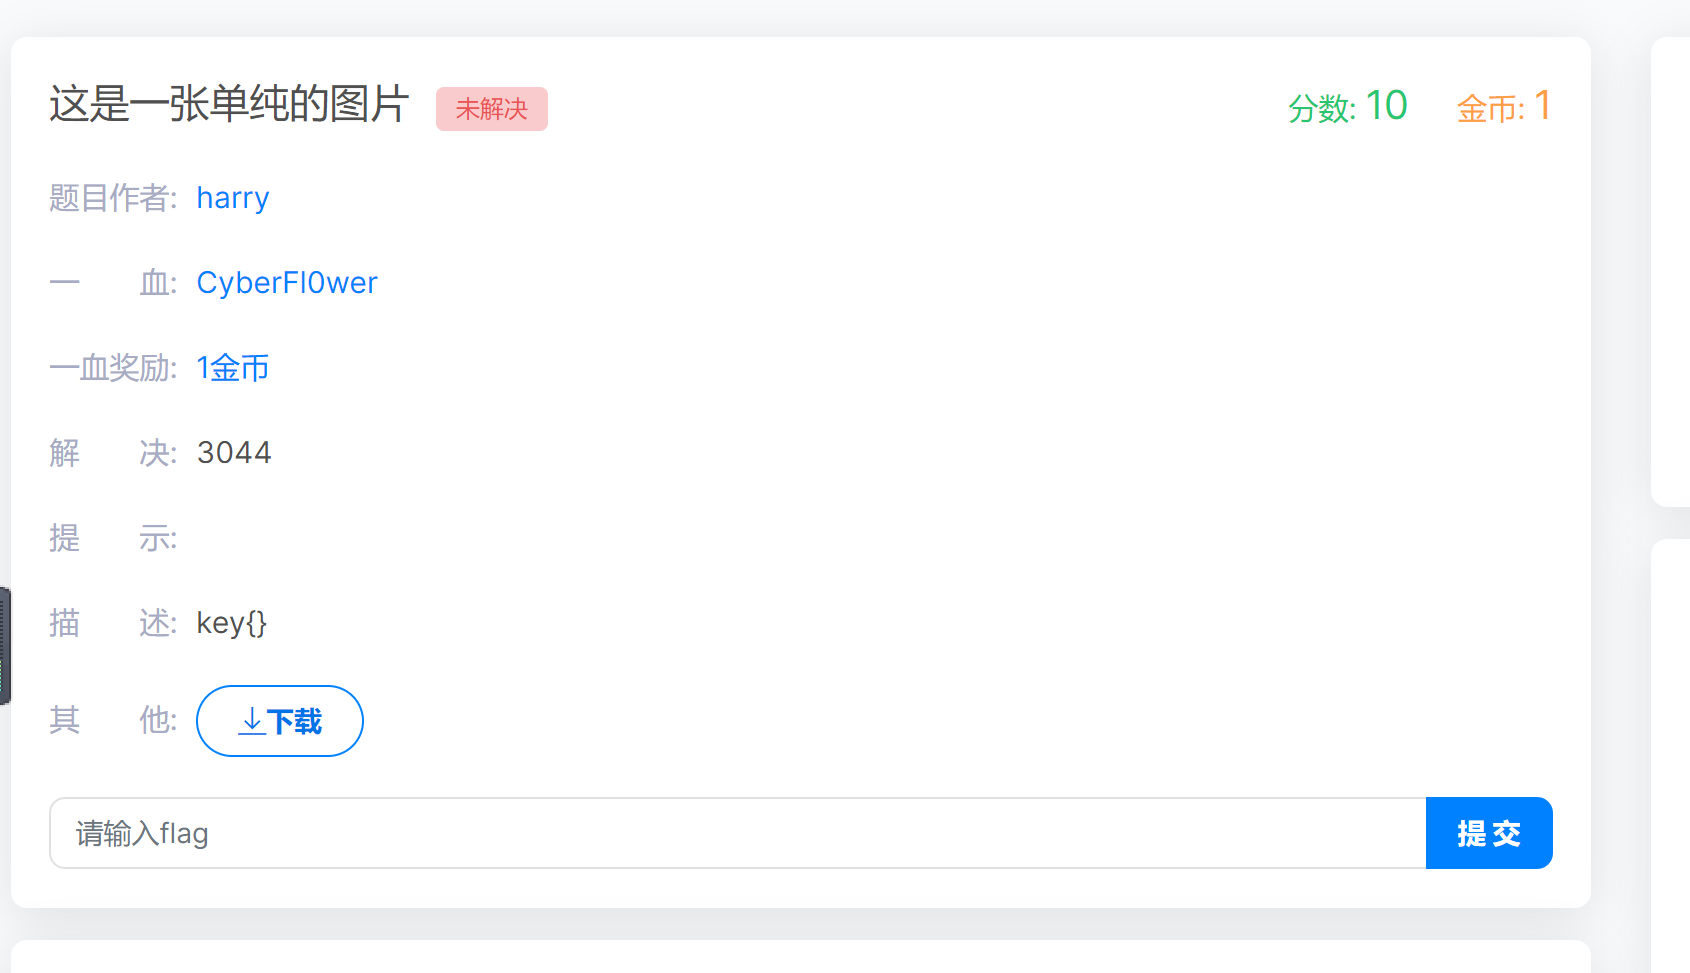 这是一张单纯的图片 未解决 分数: 10 金币: 1
题目作者: harry
一 血: CyberFl0wer
一血奖励: 1金币
解 决: 3044
提 示:
描 述: key{}
其 他: 下载
请输入flag 提交